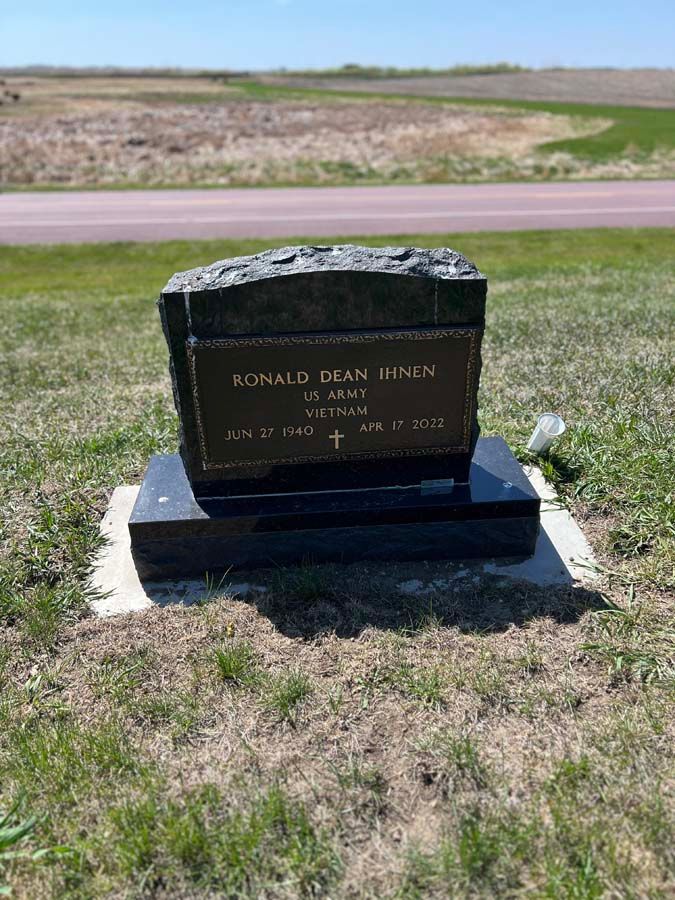 RONALD DEAN IHNEN
US ARMY
VIETNAM
JUN 27 1940 APR 17 2022